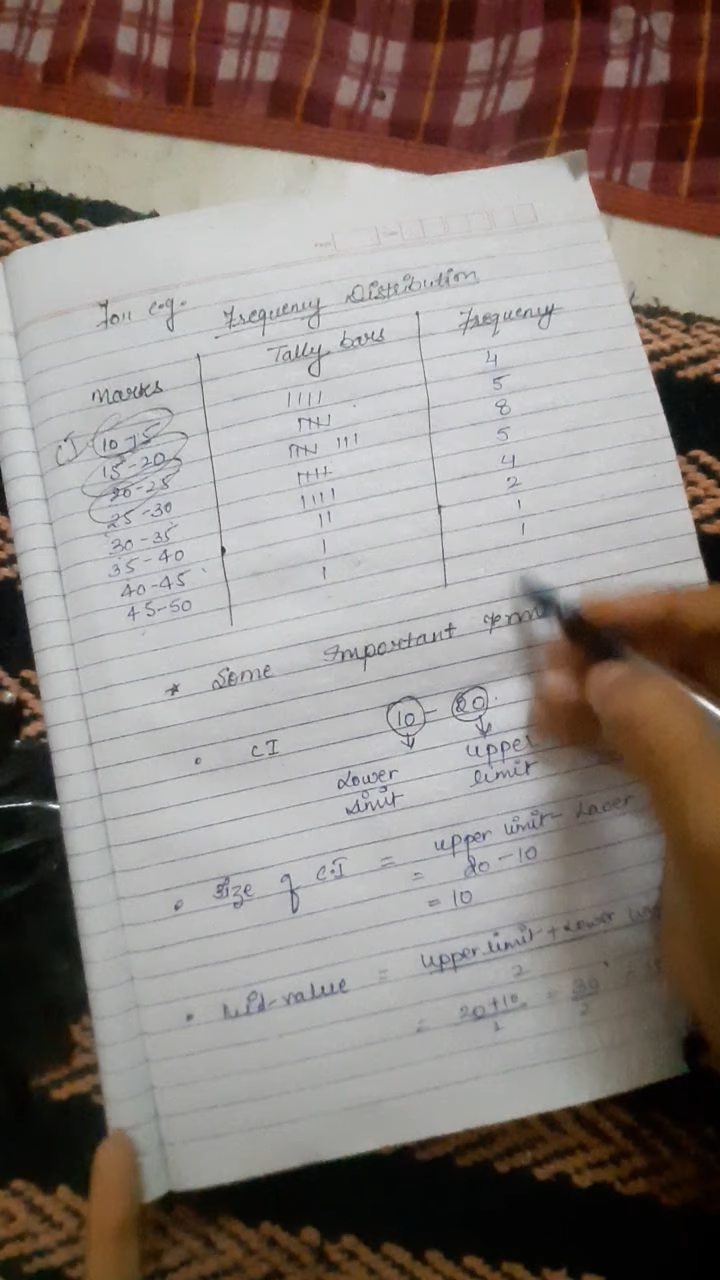 For e.g. Frequency Distribution
Marks Tally bars Frequency
CI 10-15 |||| 4
15-20 𝍸 5
20-25 𝍸 ||| 8
25-30 𝍸 5
30-35 |||| 4
35-40 || 2
40-45 | 1
45-50 | 1
* Some Important
• CI 10 - 20
↓ ↓
Lower upper
limit limit
• Size of C.I = upper limit - Lower
= 20 - 10
= 10
• Mid-value = upper limit + Lower
2
= 20+10 = 30
2 2